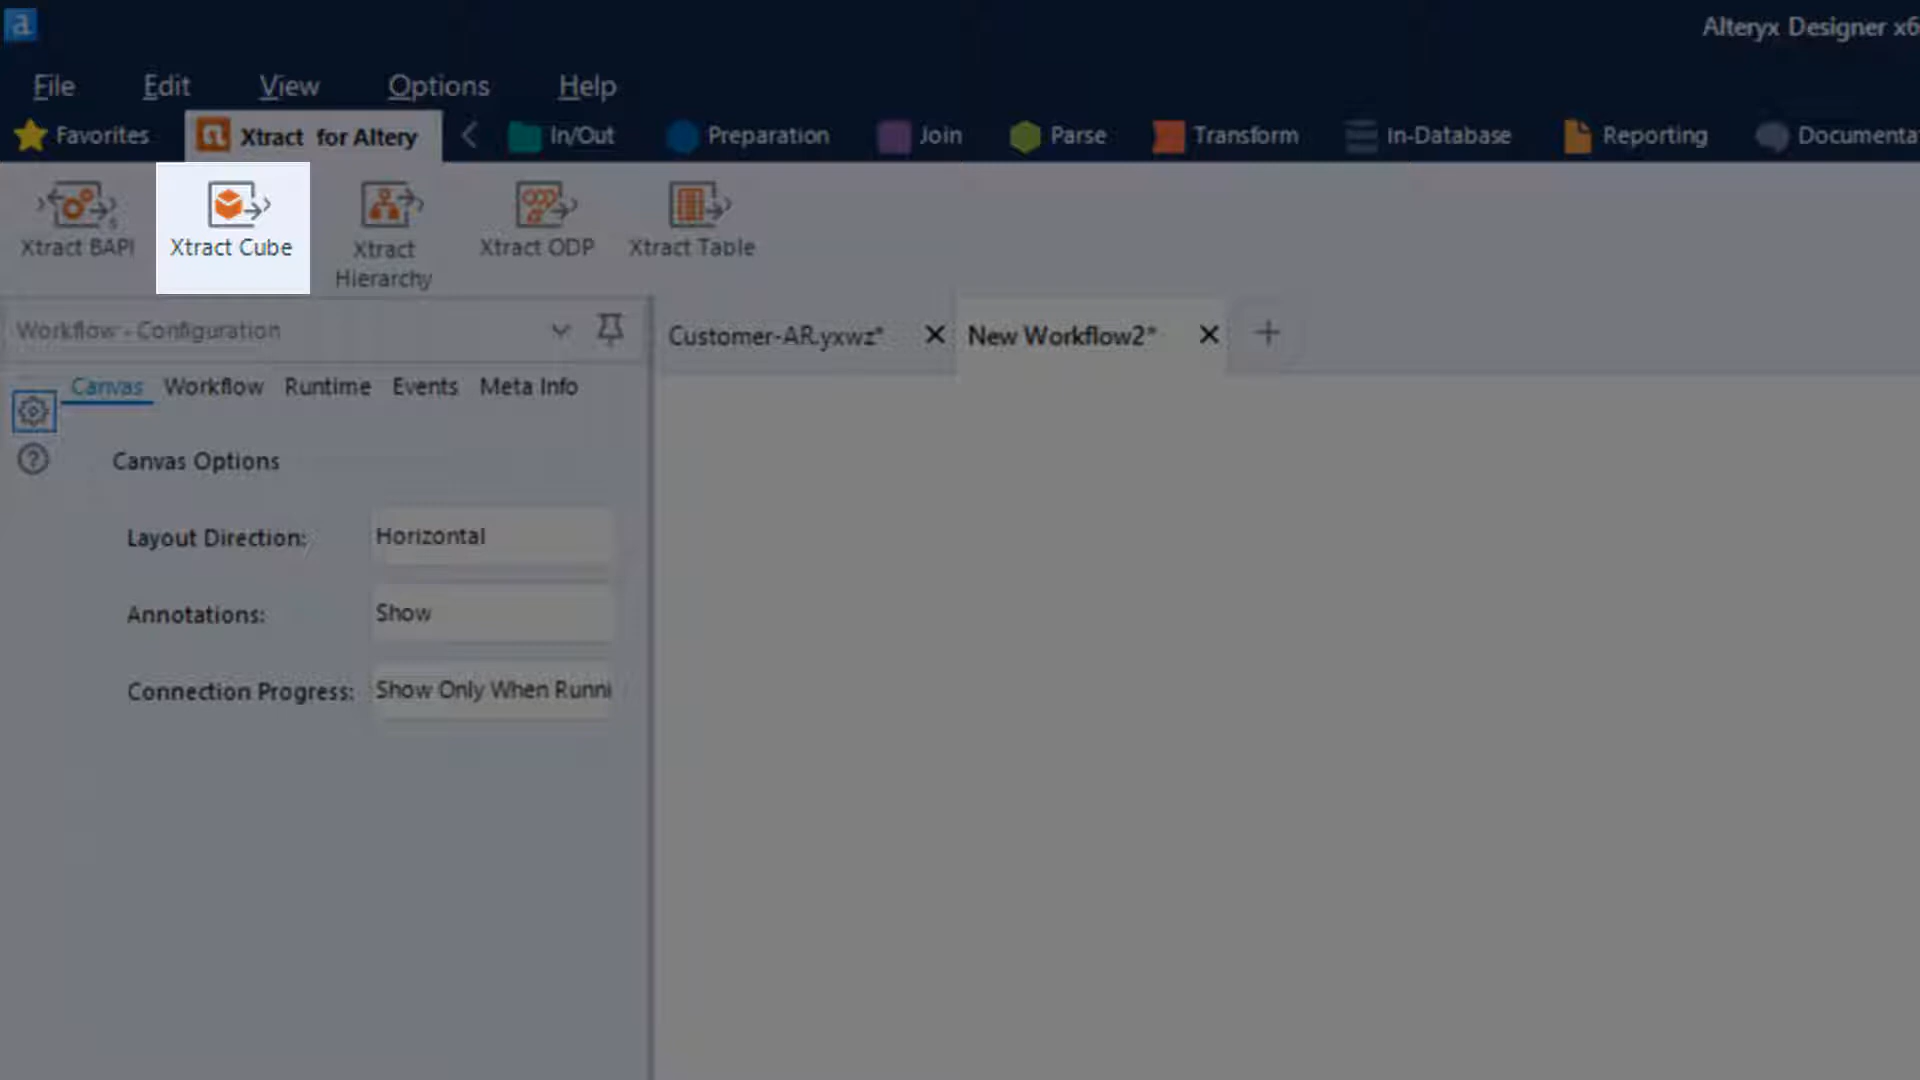 Alteryx Designer x6
File Edit View Options Help
Favorites Xtract for Altery In/Out Preparation Join Parse Transform In-Database Reporting Documentat
Xtract BAPI Xtract Cube Xtract Hierarchy Xtract ODP Xtract Table
Workflow - Configuration
Customer-AR.yxwz* New Workflow2*
Canvas Workflow Runtime Events Meta Info
Canvas Options
Layout Direction: Horizontal
Annotations: Show
Connection Progress: Show Only When Runni